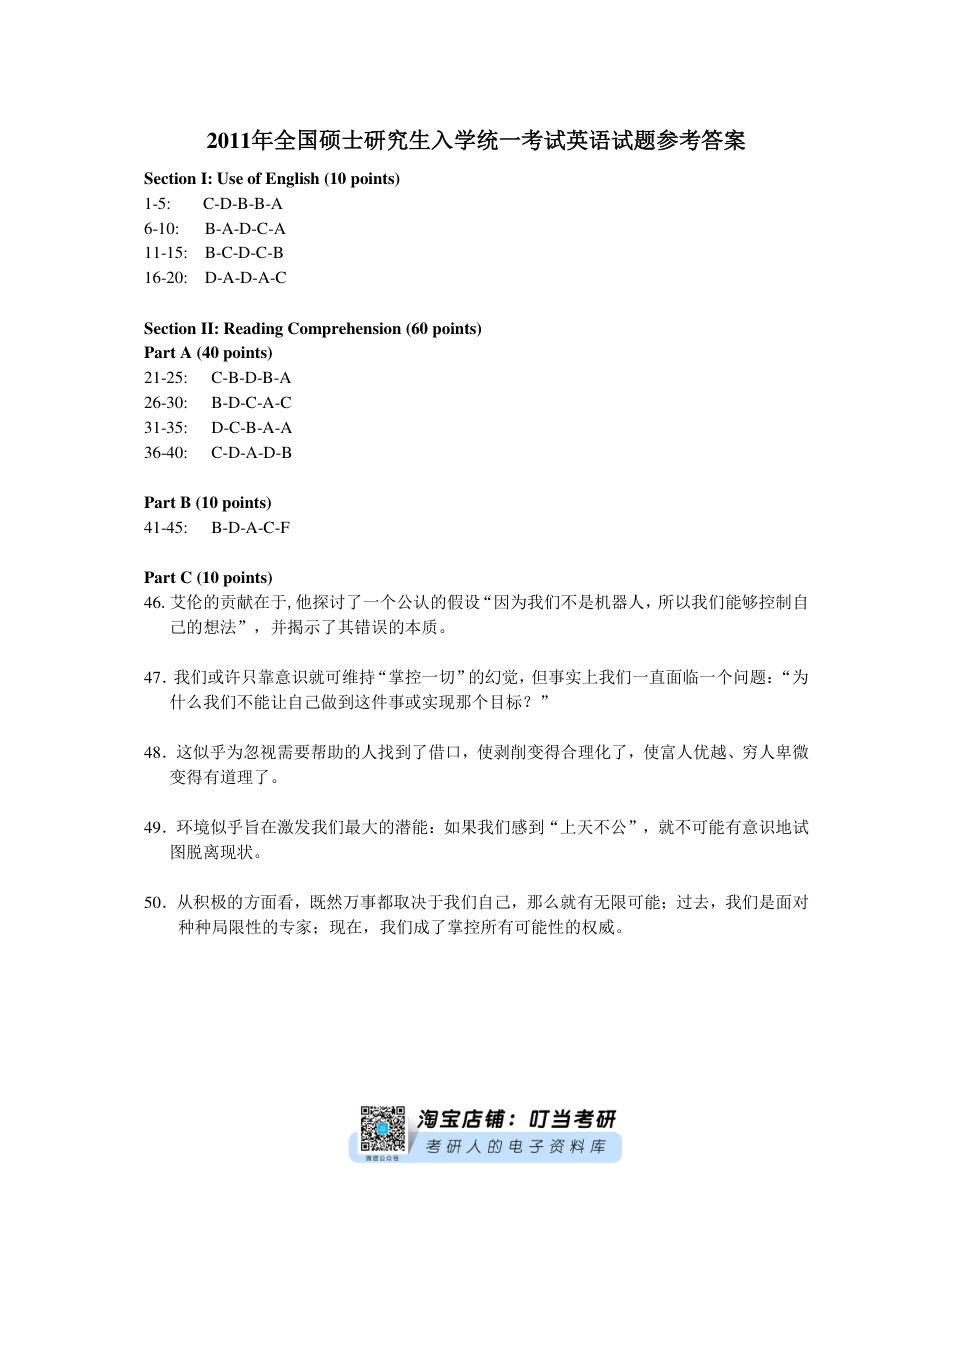 2011年全国硕士研究生入学统一考试英语试题参考答案
Section I: Use of English (10 points)
1-5: C-D-B-B-A
6-10: B-A-D-C-A
11-15: B-C-D-C-B
16-20: D-A-D-A-C
Section II: Reading Comprehension (60 points)
Part A (40 points)
21-25: C-B-D-B-A
26-30: B-D-C-A-C
31-35: D-C-B-A-A
36-40: C-D-A-D-B
Part B (10 points)
41-45: B-D-A-C-F
Part C (10 points)
46. 艾伦的贡献在于,他探讨了一个公认的假设“因为我们不是机器人，所以我们能够控制自
己的想法”，并揭示了其错误的本质。
47. 我们或许只靠意识就可维持“掌控一切”的幻觉，但事实上我们一直面临一个问题：“为
什么我们不能让自己做到这件事或实现那个目标？”
48. 这似乎为忽视需要帮助的人找到了借口，使剥削变得合理化了，使富人优越、穷人卑微
变得有道理了。
49. 环境似乎旨在激发我们最大的潜能：如果我们感到“上天不公”，就不可能有意识地试
图脱离现状。
50. 从积极的方面看，既然万事都取决于我们自己，那么就有无限可能；过去，我们是面对
种种局限性的专家；现在，我们成了掌控所有可能性的权威。
淘宝店铺：叮当考研
考研人的电子资料库
微信公众号